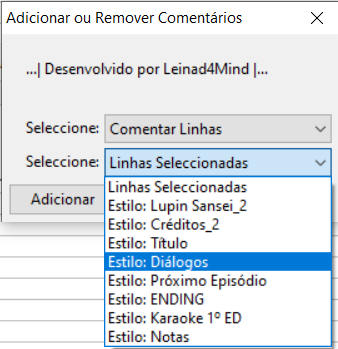 Adicionar ou Remover Comentários
...| Desenvolvido por Leinad4Mind |...
Seleccione: Comentar Linhas
Seleccione: Linhas Seleccionadas
Adicionar
Linhas Seleccionadas
Estilo: Lupin Sansei_2
Estilo: Créditos_2
Estilo: Título
Estilo: Diálogos
Estilo: Próximo Episódio
Estilo: ENDING
Estilo: Karaoke 1º ED
Estilo: Notas